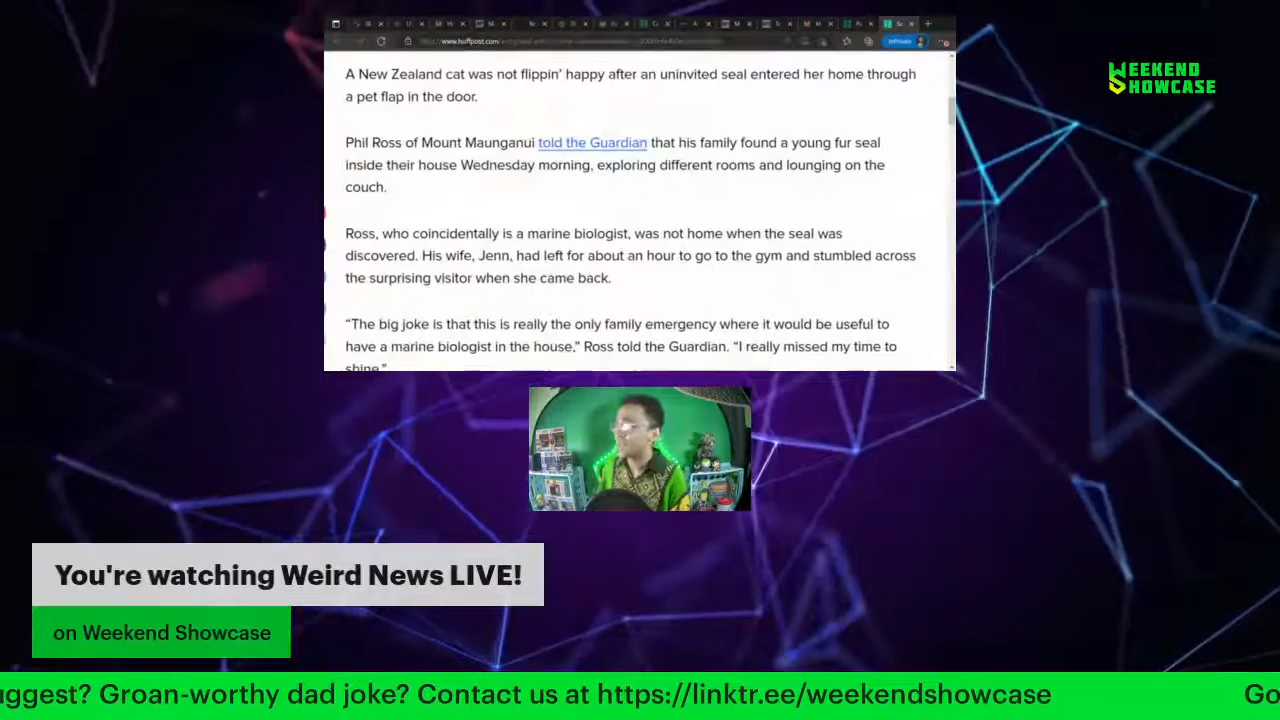 www.huffpost.com
InPrivate
A New Zealand cat was not flippin’ happy after an uninvited seal entered her home through
a pet flap in the door.
Phil Ross of Mount Maunganui told the Guardian that his family found a young fur seal
inside their house Wednesday morning, exploring different rooms and lounging on the
couch.
Ross, who coincidentally is a marine biologist, was not home when the seal was
discovered. His wife, Jenn, had left for about an hour to go to the gym and stumbled across
the surprising visitor when she came back.
“The big joke is that this is really the only family emergency where it would be useful to
have a marine biologist in the house,” Ross told the Guardian. “I really missed my time to
shine.”
WEEKEND
SHOWCASE
You're watching Weird News LIVE!
on Weekend Showcase
uggest? Groan-worthy dad joke? Contact us at https://linktr.ee/weekendshowcase
Go